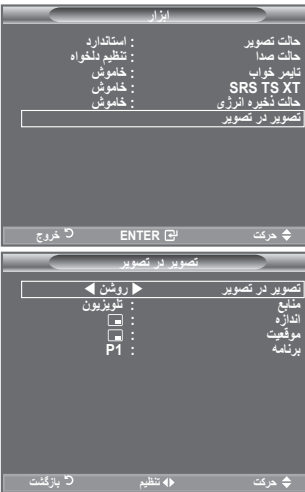 ابزار
حالت تصویر : استاندارد
حالت صدا : تنظیم دلخواه
تایمر خواب : خاموش
SRS TS XT : خاموش
حالت ذخیره انرژی : خاموش
تصویر در تصویر
حرکت ENTER خروج
تصویر در تصویر
تصویر در تصویر ◀ روشن ▶
منابع : تلویزیون
اندازه :
موقعیت :
برنامه : P1
حرکت تنظیم بازگشت